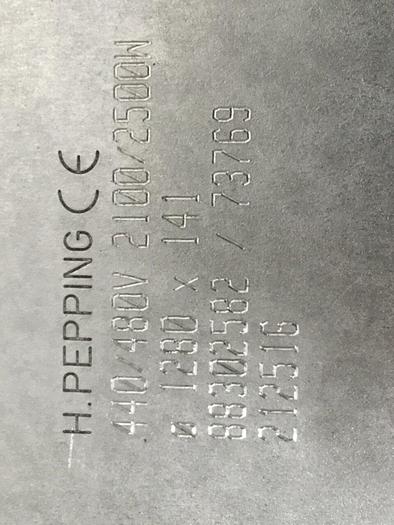 H.PEPPING CE
440/480V 2100/2500W
ø 1280 x 141
88302582 / 73769
212516